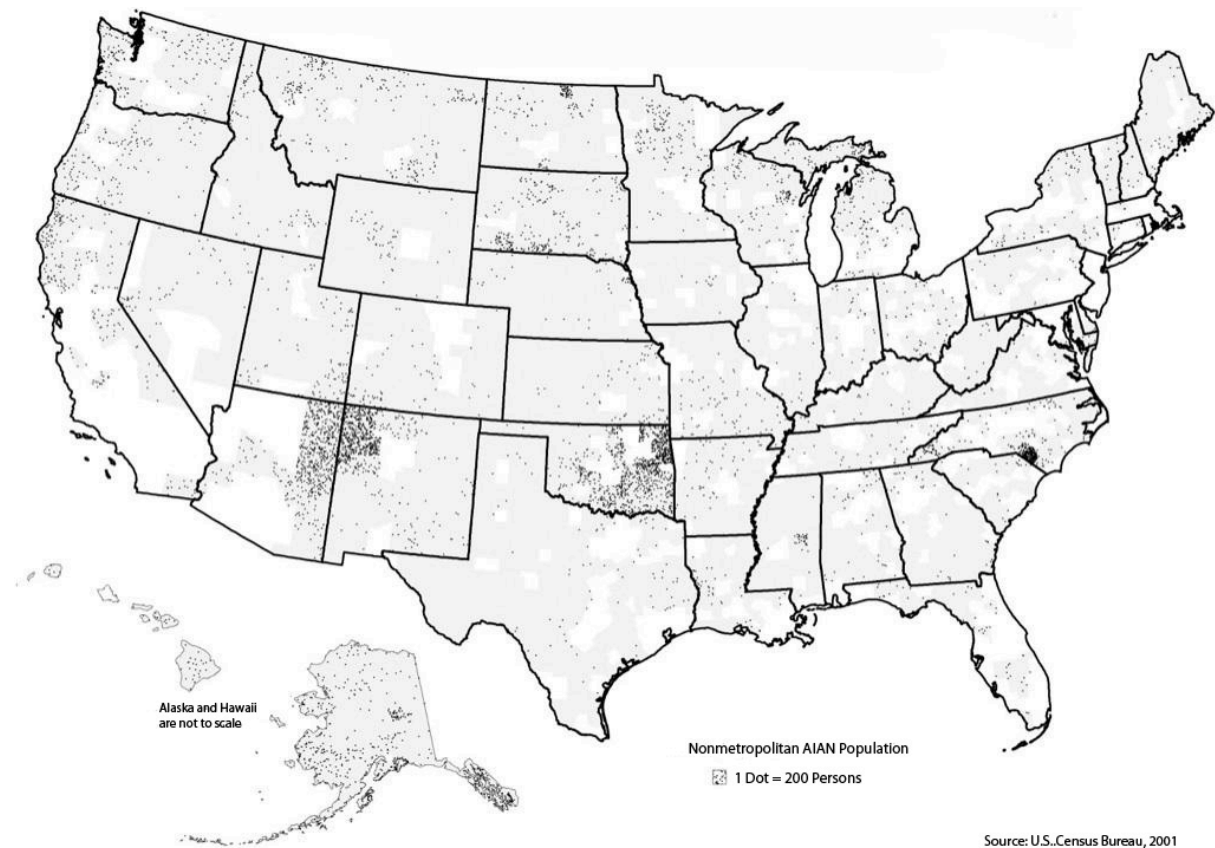 Alaska and Hawaii
are not to scale
Nonmetropolitan AIAN Population
1 Dot = 200 Persons
Source: U.S..Census Bureau, 2001